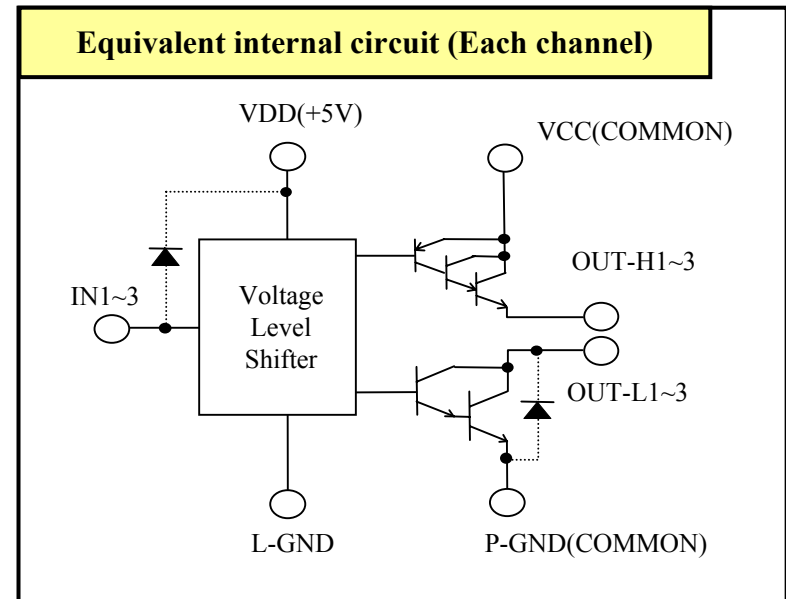 Equivalent internal circuit (Each channel)
VDD(+5V)
VCC(COMMON)
OUT-H1~3
IN1~3
Voltage
Level
Shifter
OUT-L1~3
L-GND
P-GND(COMMON)